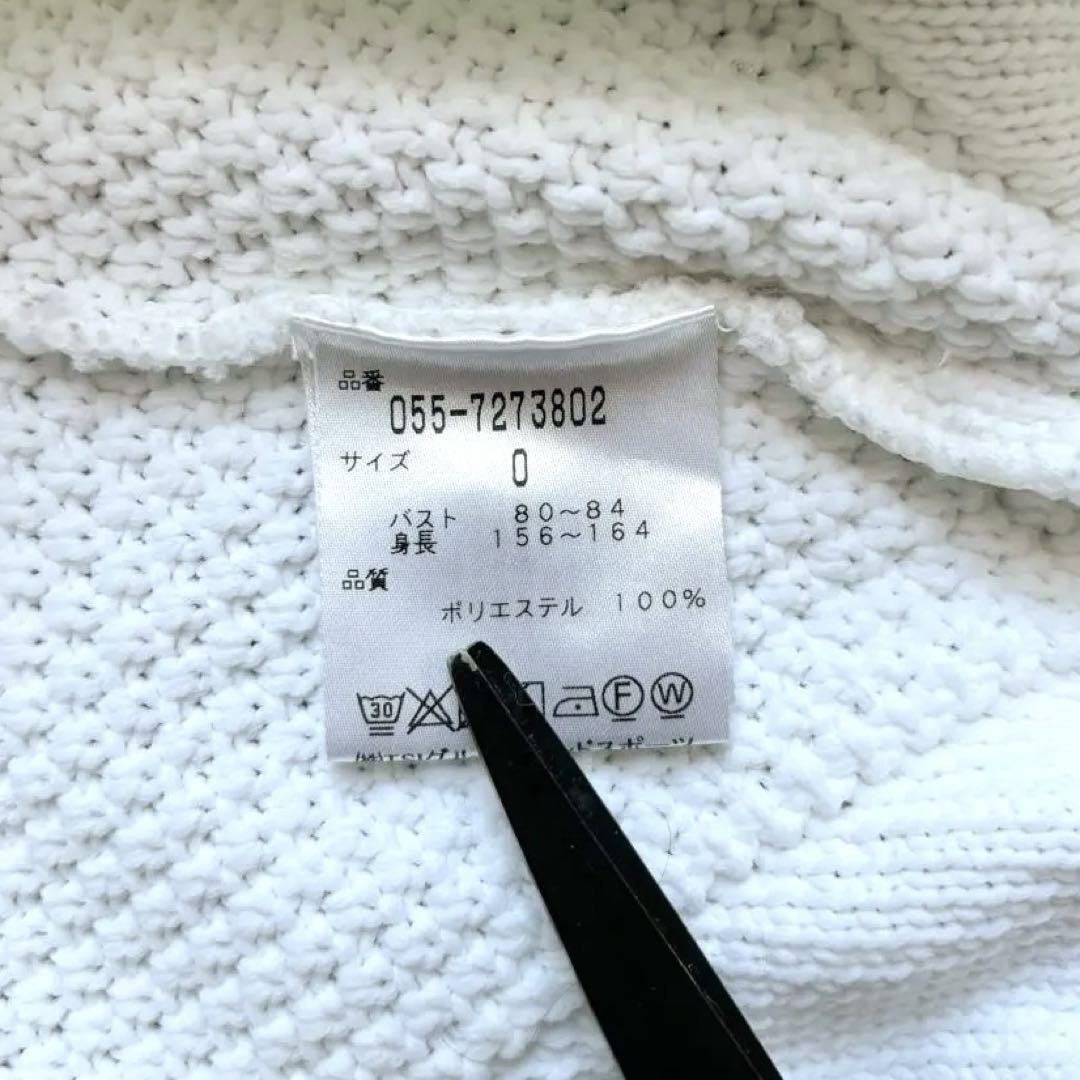 品番
055-7273802
サイズ 0
バスト 80~84
身長 156~164
品質
ポリエステル 100%
30 F W